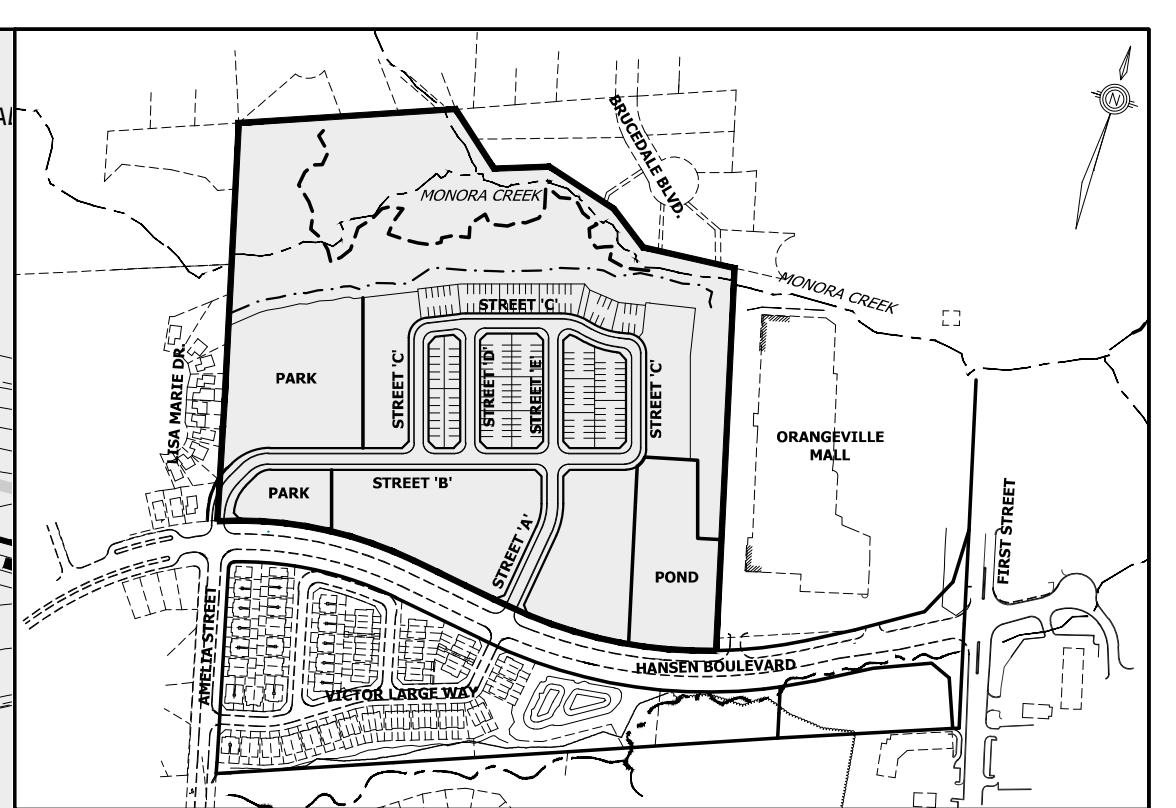 BRUCEDALE BLVD.
N
MONORA CREEK
MONORA CREEK
STREET 'C'
LISA MARIE DR.
PARK
STREET 'C'
STREET 'D'
STREET 'E'
STREET 'C'
ORANGEVILLE
MALL
PARK
STREET 'B'
STREET 'A'
FIRST STREET
POND
AMELIA STREET
HANSEN BOULEVARD
VICTOR LARGE WAY